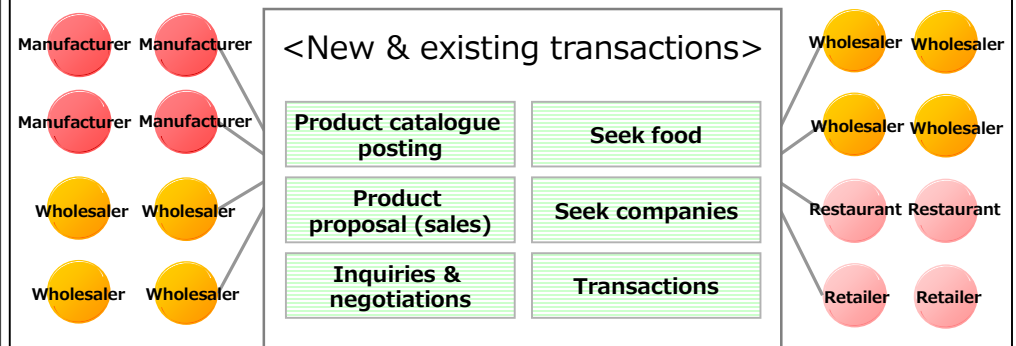 <New & existing transactions>
Manufacturer Manufacturer
Manufacturer Manufacturer
Wholesaler Wholesaler
Wholesaler Wholesaler
Product catalogue
posting
Seek food
Product
proposal (sales)
Seek companies
Inquiries &
negotiations
Transactions
Wholesaler Wholesaler
Wholesaler Wholesaler
Restaurant Restaurant
Retailer Retailer